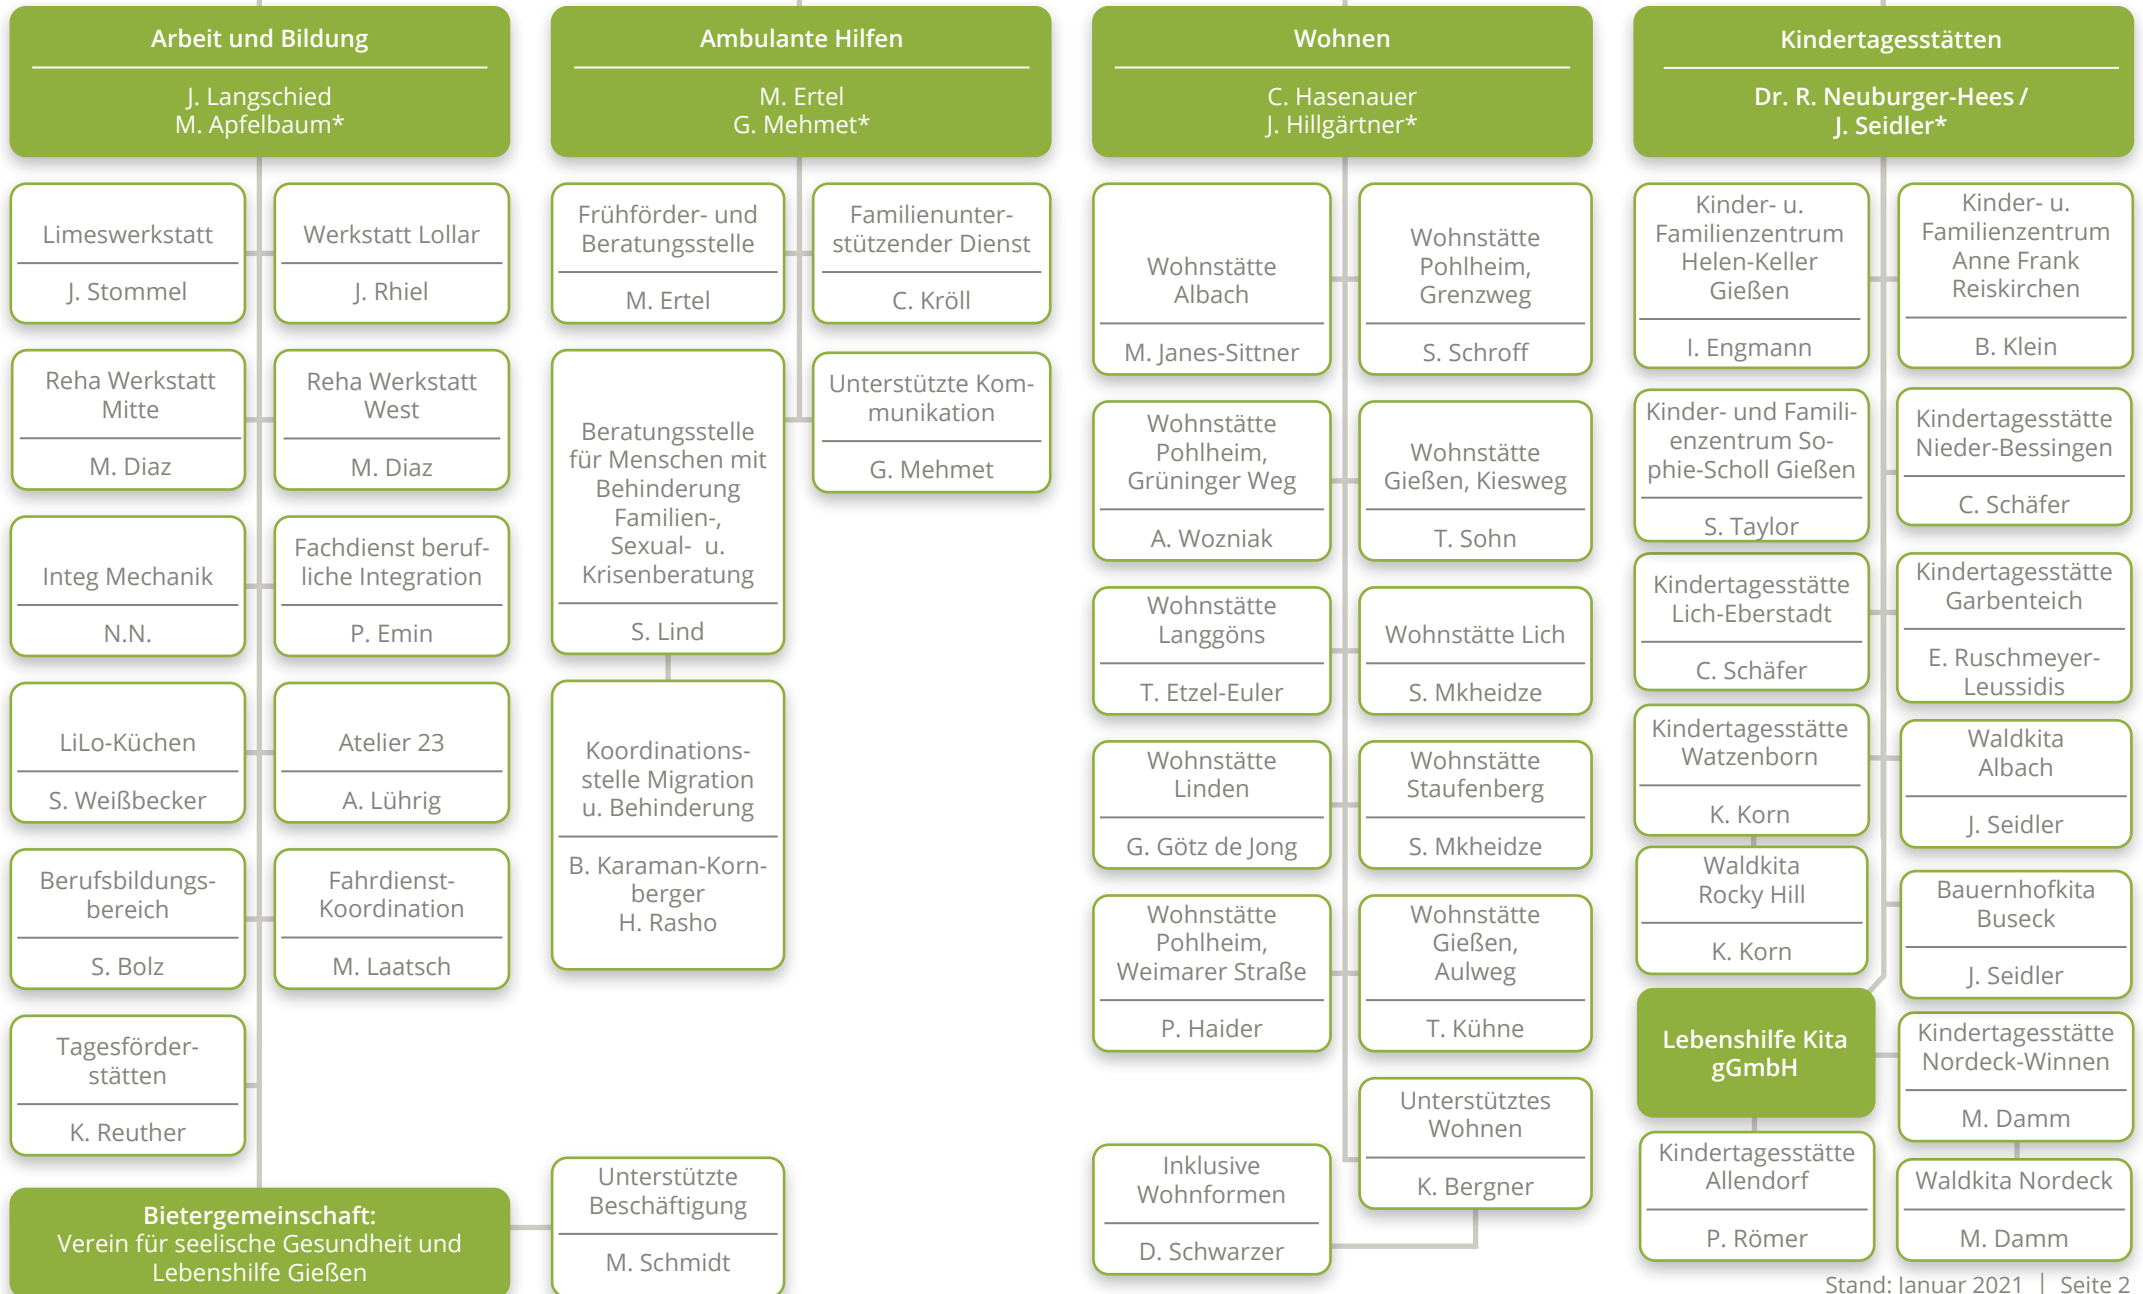 Arbeit und Bildung
J. Langschied
M. Apfelbaum*
Limeswerkstatt
J. Stommel
Werkstatt Lollar
J. Rhiel
Reha Werkstatt
Mitte
M. Diaz
Reha Werkstatt
West
M. Diaz
Integ Mechanik
N.N.
Fachdienst beruf-
liche Integration
P. Emin
LiLo-Küchen
S. Weißbecker
Atelier 23
A. Lührig
Berufsbildungs-
bereich
S. Bolz
Fahrdienst-
Koordination
M. Laatsch
Tagesförder-
stätten
K. Reuther
Bietergemeinschaft:
Verein für seelische Gesundheit und
Lebenshilfe Gießen
Unterstützte
Beschäftigung
M. Schmidt
Ambulante Hilfen
M. Ertel
G. Mehmet*
Frühförder- und
Beratungsstelle
M. Ertel
Familienunter-
stützender Dienst
C. Kröll
Beratungsstelle
für Menschen mit
Behinderung
Familien-,
Sexual- u.
Krisenberatung
S. Lind
Unterstützte Kom-
munikation
G. Mehmet
Koordinations-
stelle Migration
u. Behinderung
B. Karaman-Korn-
berger
H. Rasho
Wohnen
C. Hasenauer
J. Hillgärtner*
Wohnstätte
Albach
M. Janes-Sittner
Wohnstätte
Pohlheim,
Grenzweg
S. Schroff
Wohnstätte
Pohlheim,
Grüninger Weg
A. Wozniak
Wohnstätte
Gießen, Kiesweg
T. Sohn
Wohnstätte
Langgöns
T. Etzel-Euler
Wohnstätte Lich
S. Mkheidze
Wohnstätte
Linden
G. Götz de Jong
Wohnstätte
Staufenberg
S. Mkheidze
Wohnstätte
Pohlheim,
Weimarer Straße
P. Haider
Wohnstätte
Gießen,
Aulweg
T. Kühne
Unterstütztes
Wohnen
K. Bergner
Inklusive
Wohnformen
D. Schwarzer
Kindertagesstätten
Dr. R. Neuburger-Hees /
J. Seidler*
Kinder- u.
Familienzentrum
Helen-Keller
Gießen
I. Engmann
Kinder- u.
Familienzentrum
Anne Frank
Reiskirchen
B. Klein
Kinder- und Famili-
enzentrum So-
phie-Scholl Gießen
S. Taylor
Kindertagesstätte
Nieder-Bessingen
C. Schäfer
Kindertagesstätte
Lich-Eberstadt
C. Schäfer
Kindertagesstätte
Garbenteich
E. Ruschmeyer-
Leussidis
Kindertagesstätte
Watzenborn
K. Korn
Waldkita
Albach
J. Seidler
Waldkita
Rocky Hill
K. Korn
Bauernhofkita
Buseck
J. Seidler
Lebenshilfe Kita
gGmbH
Kindertagesstätte
Nordeck-Winnen
M. Damm
Kindertagesstätte
Allendorf
P. Römer
Waldkita Nordeck
M. Damm
Stand: Januar 2021 | Seite 2